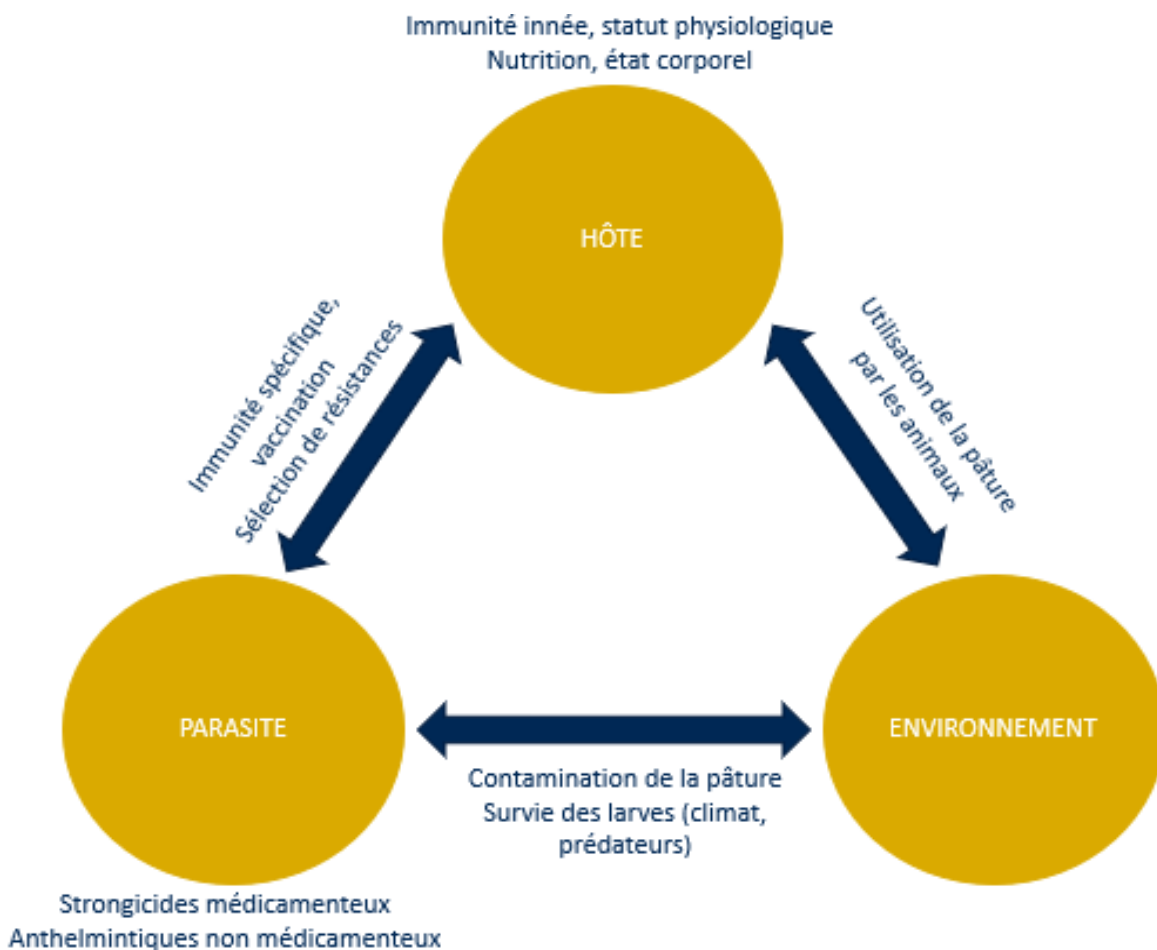 Immunité innée, statut physiologique
Nutrition, état corporel
HÔTE
Immunité spécifique,
vaccination
Sélection de résistances
Utilisation de la pâture
par les animaux
PARASITE
ENVIRONNEMENT
Contamination de la pâture
Survie des larves (climat,
prédateurs)
Strongicides médicamenteux
Anthelmintiques non médicamenteux